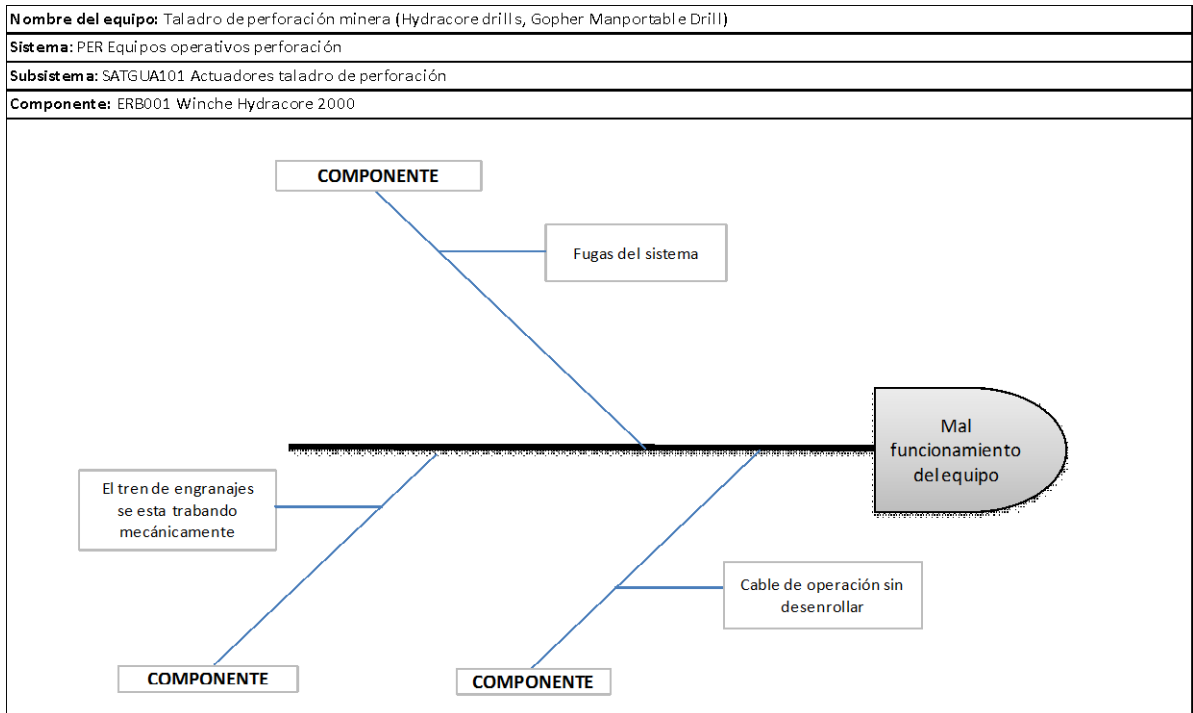 Nombre del equipo: Taladro de perforación minera (Hydracore drills, Gopher Manportable Drill)
Sistema: PER Equipos operativos perforación
Subsistema: SATGUA101 Actuadores taladro de perforación
Componente: ERB001 Winche Hydracore 2000
COMPONENTE
Fugas del sistema
Mal
funcionamiento
del equipo
El tren de engranajes
se esta trabando
mecánicamente
Cable de operación sin
desenrollar
COMPONENTE
COMPONENTE